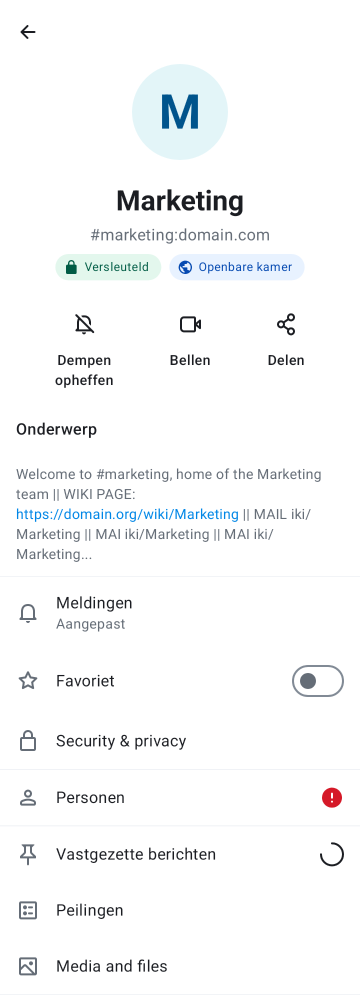 M
Marketing
#marketing:domain.com
Versleuteld
Openbare kamer
Dempen
opheffen
Bellen
Delen
Onderwerp
Welcome to #marketing, home of the Marketing
team || WIKI PAGE:
https://domain.org/wiki/Marketing || MAIL iki/
Marketing || MAI iki/Marketing || MAI iki/
Marketing...
Meldingen
Aangepast
Favoriet
Security & privacy
Personen
Vastgezette berichten
Peilingen
Media and files